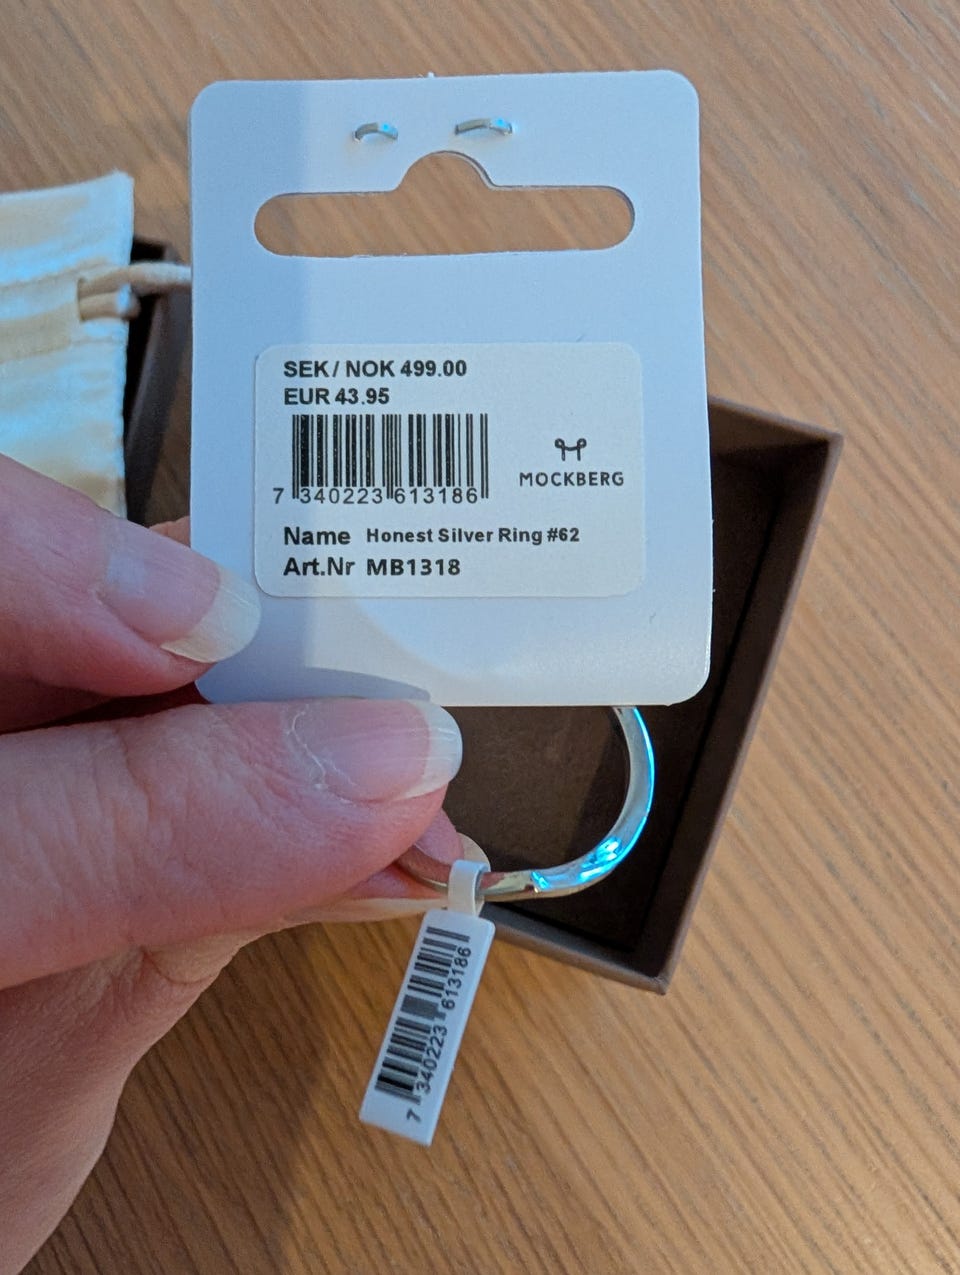 SEK / NOK 499.00
EUR 43.95
7 340223 613186
MOCKBERG
Name Honest Silver Ring #62
Art.Nr MB1318
7 340223 613186